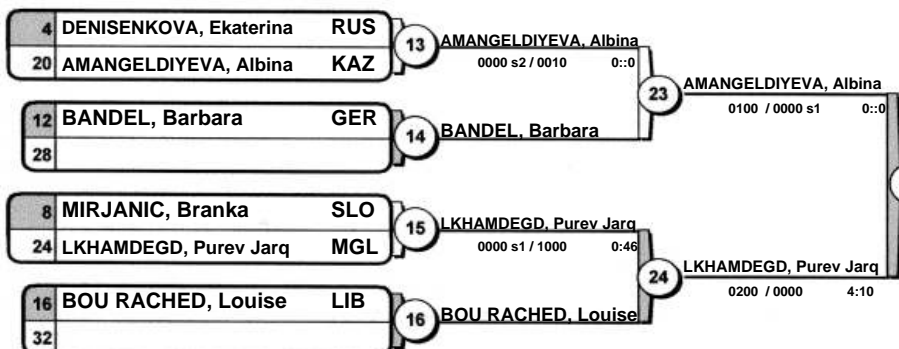 4 DENISENKOVA, Ekaterina RUS
20 AMANGELDIYEVA, Albina KAZ
13
AMANGELDIYEVA, Albina
0000 s2 / 0010 0::0
12 BANDEL, Barbara GER
28
14
BANDEL, Barbara
23
AMANGELDIYEVA, Albina
0100 / 0000 s1 0::0
8 MIRJANIC, Branka SLO
24 LKHAMDEGD, Purev Jarq MGL
15
LKHAMDEGD, Purev Jarq
0000 s1 / 1000 0:46
16 BOU RACHED, Louise LIB
32
16
BOU RACHED, Louise
24
LKHAMDEGD, Purev Jarq
0200 / 0000 4:10